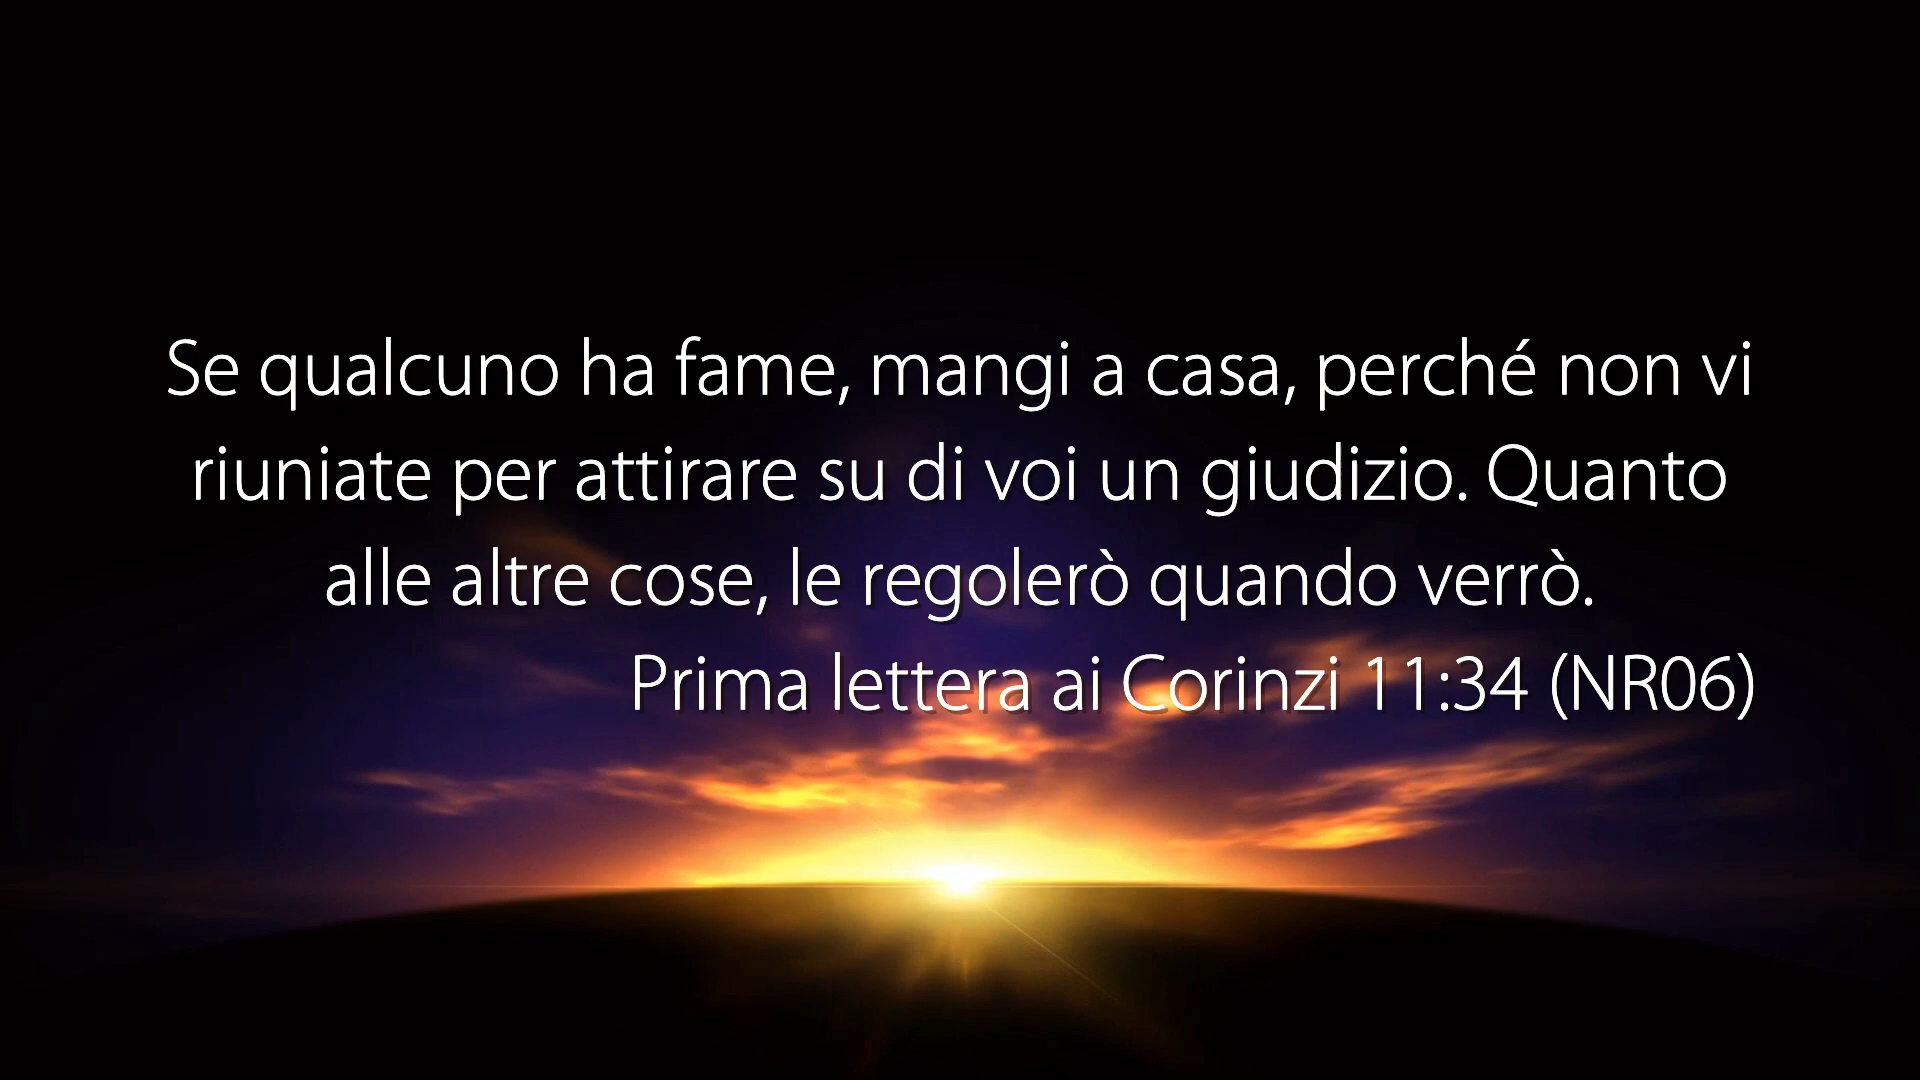 Se qualcuno ha fame, mangi a casa, perché non vi
riuniate per attirare su di voi un giudizio. Quanto
alle altre cose, le regolerò quando verrò.
Prima lettera ai Corinzi 11:34 (NR06)